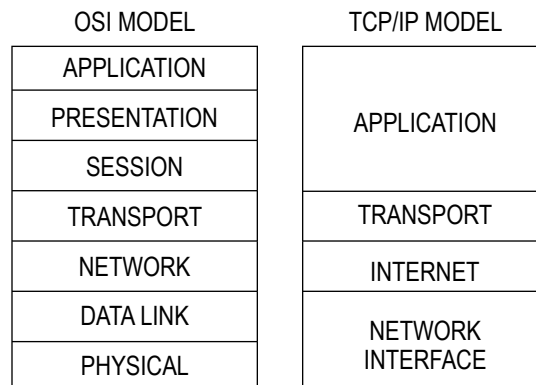 OSI MODEL
APPLICATION
PRESENTATION
SESSION
TRANSPORT
NETWORK
DATA LINK
PHYSICAL
TCP/IP MODEL
APPLICATION
TRANSPORT
INTERNET
NETWORK
INTERFACE